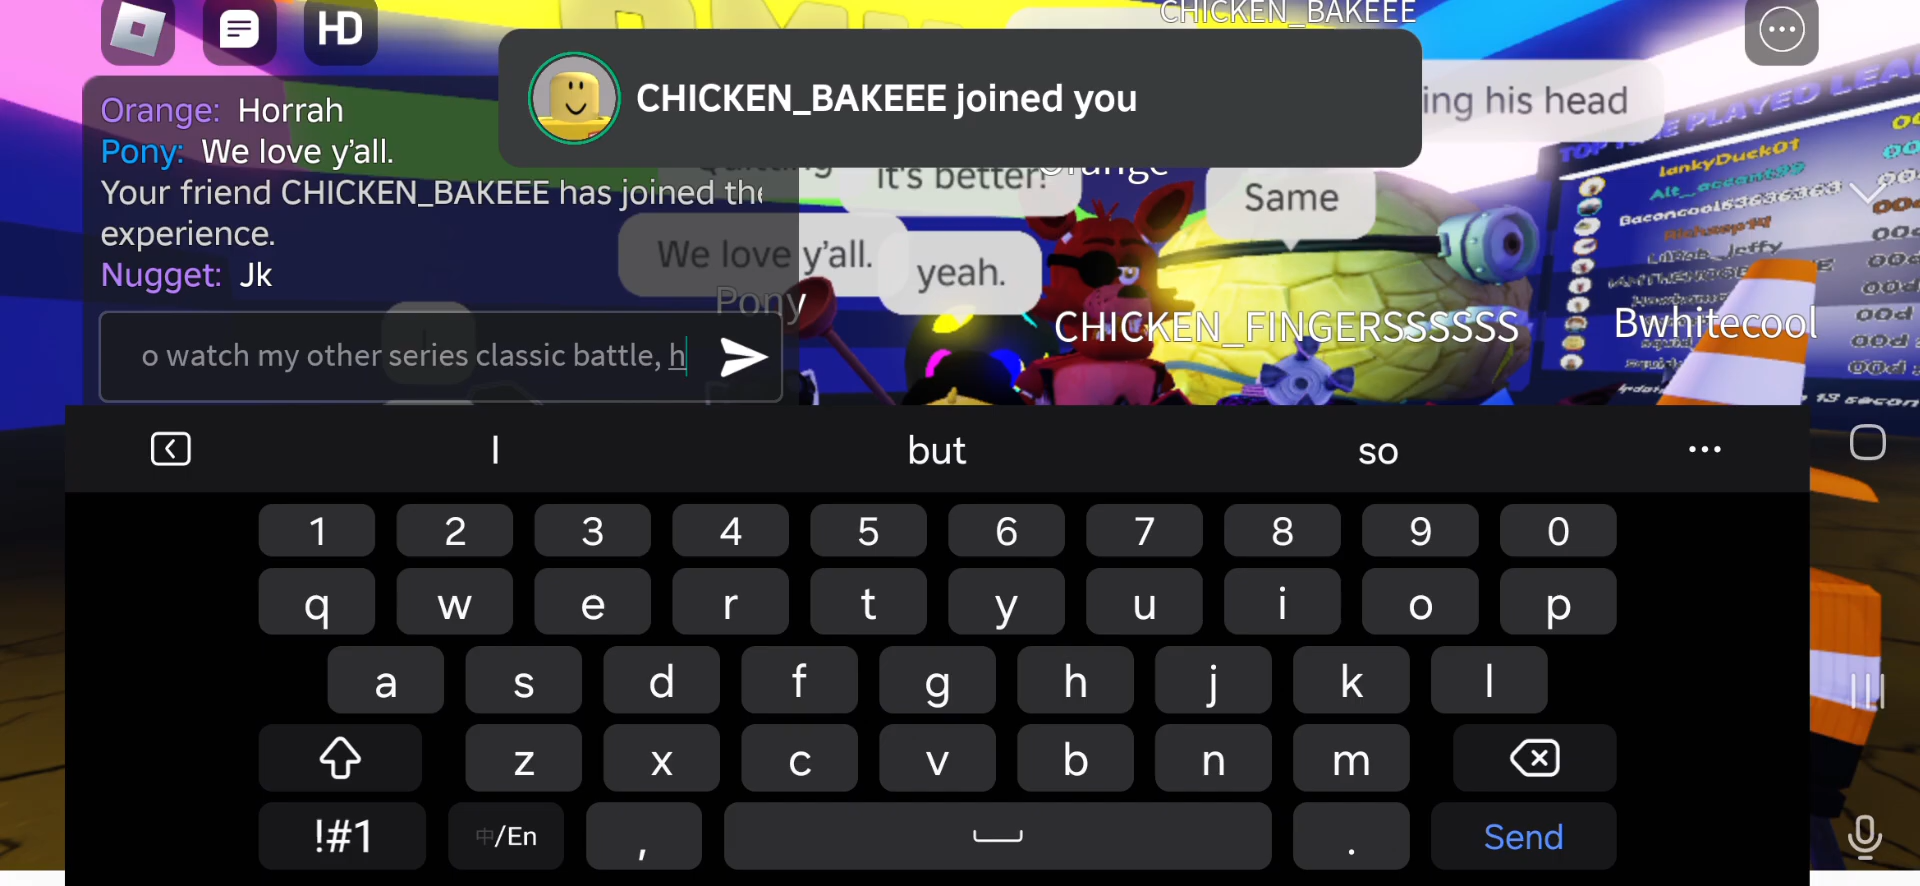 HD
CHICKEN_BAKEEE
CHICKEN_BAKEEE joined you
ing his head
Orange: Horrah
Pony: We love y'all.
Your friend CHICKEN_BAKEEE has joined the
experience.
Nugget: Jk
it's better!
Same
We love y'all.
yeah.
Pony
CHICKEN_FINGERSSSSSS
Bwhitecool
PLAYED
lankyDuck01
o watch my other series classic battle, h
I
but
so
1 2 3 4 5 6 7 8 9 0
q w e r t y u i o p
a s d f g h j k l
z x c v b n m
!#1 中/En , . Send